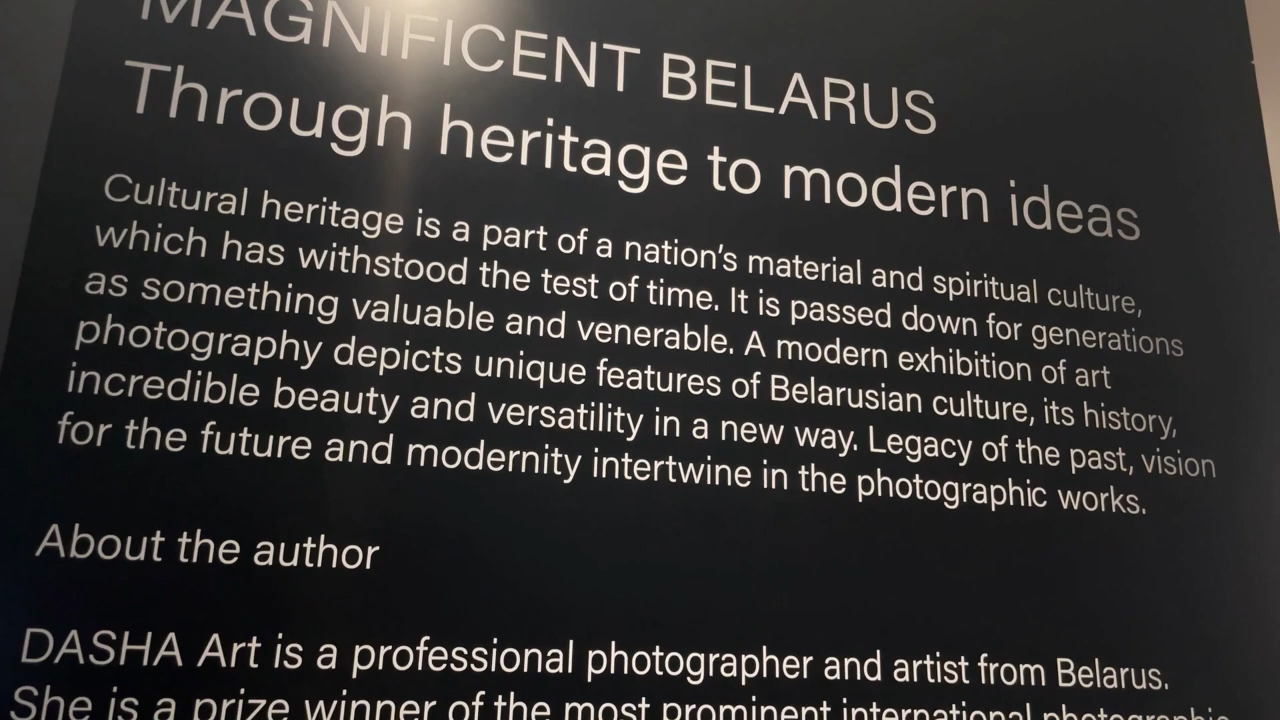 MAGNIFICENT BELARUS
Through heritage to modern ideas
Cultural heritage is a part of a nation's material and spiritual culture,
which has withstood the test of time. It is passed down for generations
as something valuable and venerable. A modern exhibition of art
photography depicts unique features of Belarusian culture, its history,
incredible beauty and versatility in a new way. Legacy of the past, vision
for the future and modernity intertwine in the photographic works.
About the author
DASHA Art is a professional photographer and artist from Belarus.
She is a prize winner of the most prominent international photographic